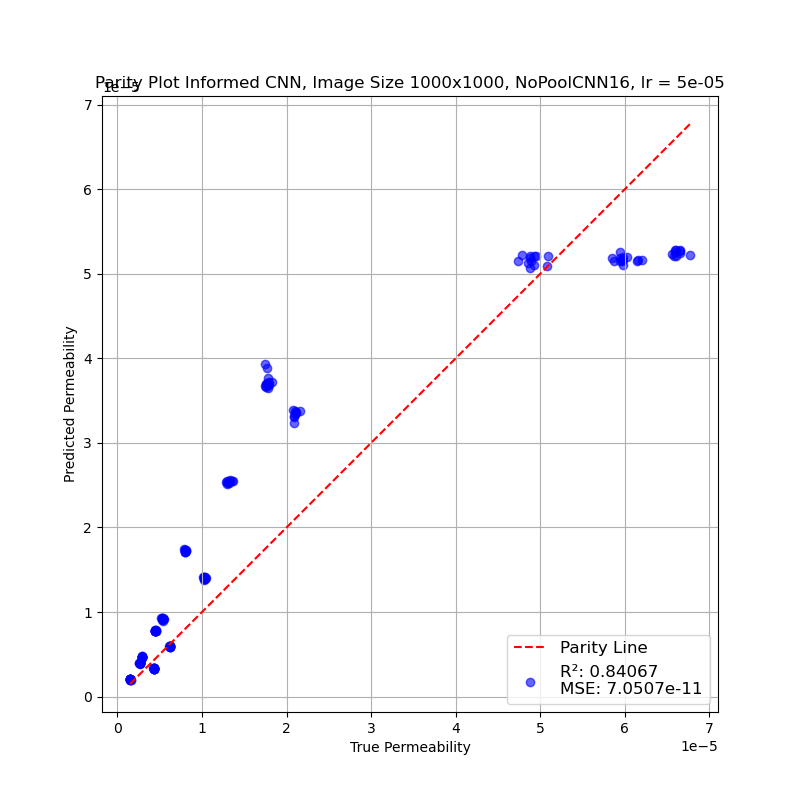 Parity Plot Informed CNN, Image Size 1000x1000, NoPoolCNN16, lr = 5e-05
1e−5
7
6
5
4
3
2
1
0
Predicted Permeability
Parity Line
R²: 0.84067
MSE: 7.0507e-11
0 1 2 3 4 5 6 7
True Permeability
1e−5